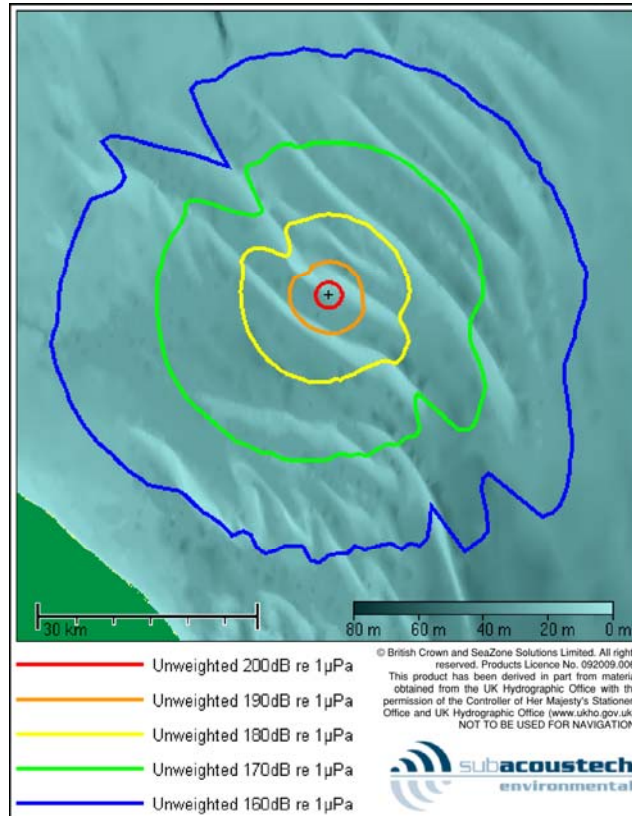 30 km
80 m 60 m 40 m 20 m 0 m
Unweighted 200dB re 1µPa
Unweighted 190dB re 1µPa
Unweighted 180dB re 1µPa
Unweighted 170dB re 1µPa
Unweighted 160dB re 1µPa
© British Crown and SeaZone Solutions Limited. All right
reserved. Products Licence No. 092009.006
This product has been derived in part from materia
obtained from the UK Hydrographic Office with th
permission of the Controller of Her Majesty's Stationer
Office and UK Hydrographic Office (www.ukho.gov.uk
NOT TO BE USED FOR NAVIGATION
subacoustech
environmental